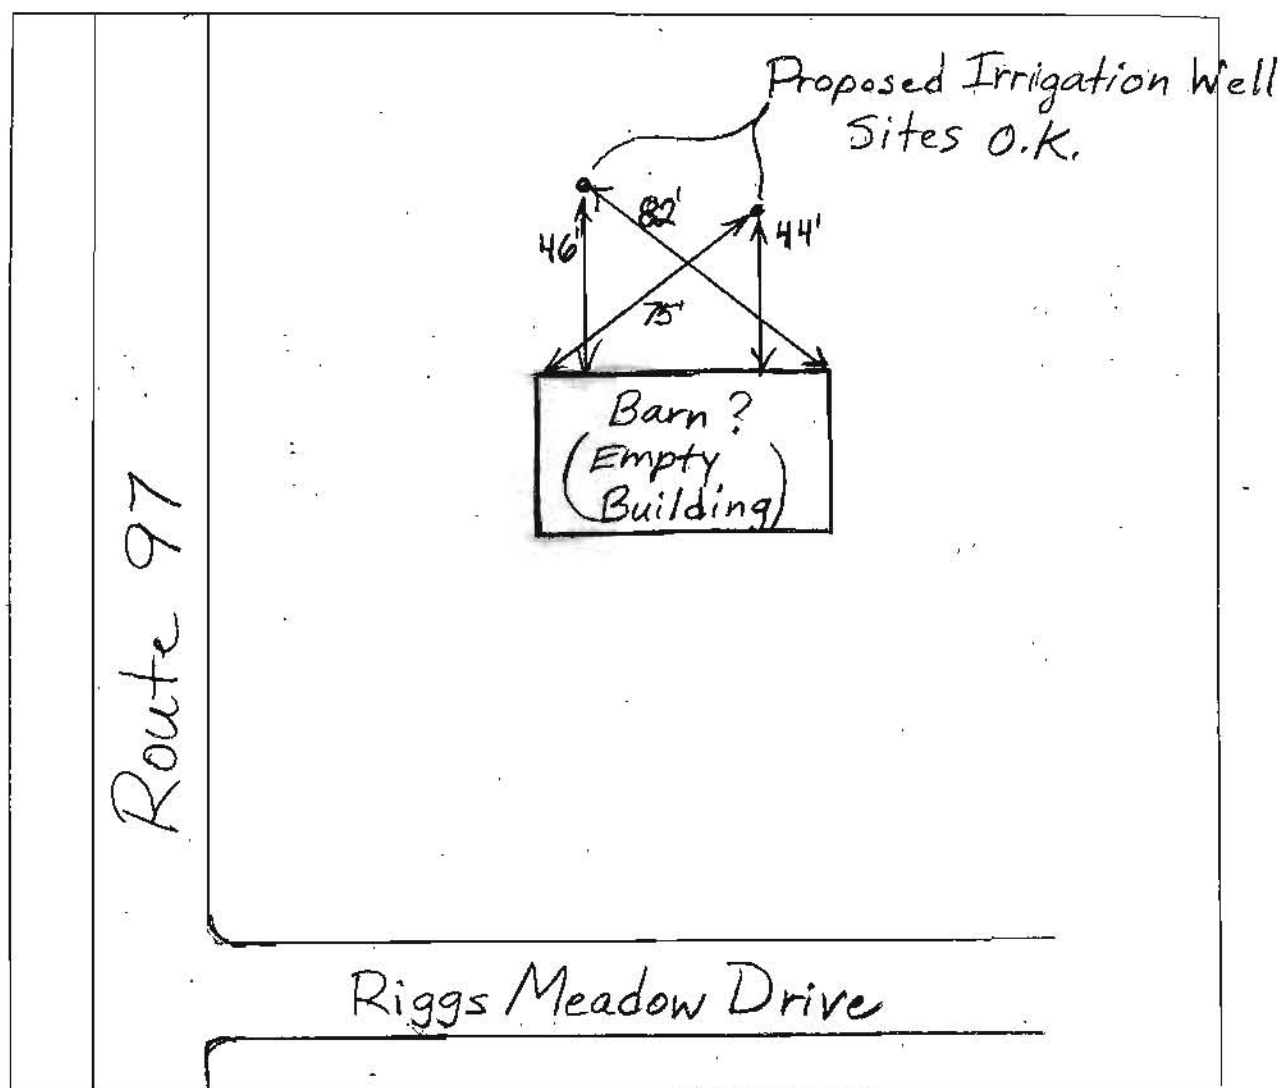 Proposed Irrigation Well
Sites O.K.
82'
46'
44'
75'
Barn ?
(Empty
Building)
Route 97
Riggs Meadow Drive